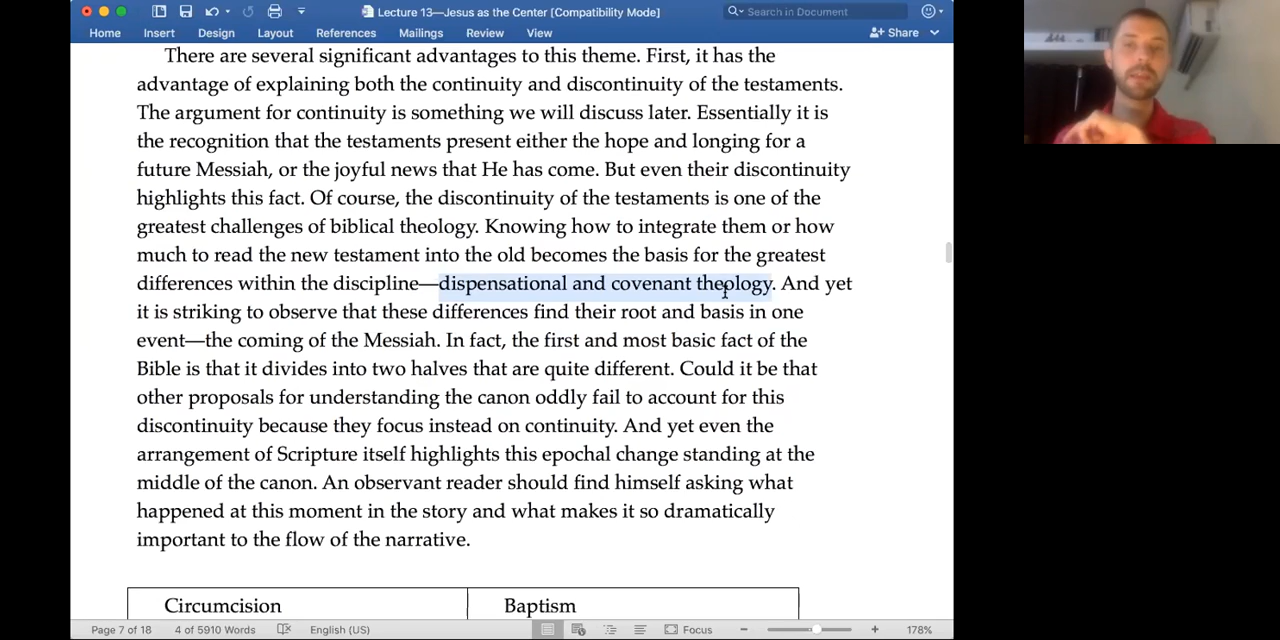 Lecture 13—Jesus as the Center [Compatibility Mode]
Search in Document
Home Insert Design Layout References Mailings Review View
Share
There are several significant advantages to this theme. First, it has the
advantage of explaining both the continuity and discontinuity of the testaments.
The argument for continuity is something we will discuss later. Essentially it is
the recognition that the testaments present either the hope and longing for a
future Messiah, or the joyful news that He has come. But even their discontinuity
highlights this fact. Of course, the discontinuity of the testaments is one of the
greatest challenges of biblical theology. Knowing how to integrate them or how
much to read the new testament into the old becomes the basis for the greatest
differences within the discipline—dispensational and covenant theology. And yet
it is striking to observe that these differences find their root and basis in one
event—the coming of the Messiah. In fact, the first and most basic fact of the
Bible is that it divides into two halves that are quite different. Could it be that
other proposals for understanding the canon oddly fail to account for this
discontinuity because they focus instead on continuity. And yet even the
arrangement of Scripture itself highlights this epochal change standing at the
middle of the canon. An observant reader should find himself asking what
happened at this moment in the story and what makes it so dramatically
important to the flow of the narrative.
Circumcision Baptism
Page 7 of 18 4 of 5910 Words English (US) Focus 178%